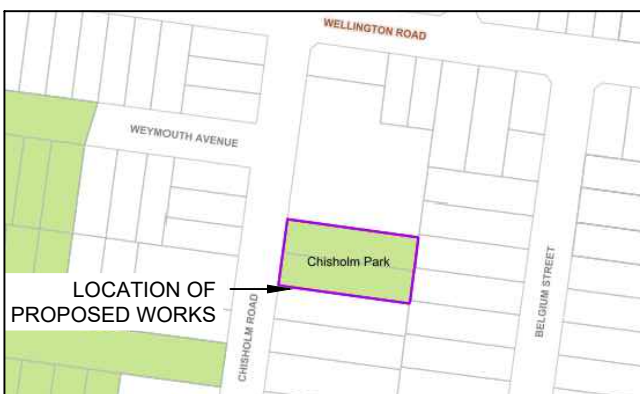 WELLINGTON ROAD
WEYMOUTH AVENUE
Chisholm Park
LOCATION OF
PROPOSED WORKS
CHISHOLM ROAD
BELGIUM STREET